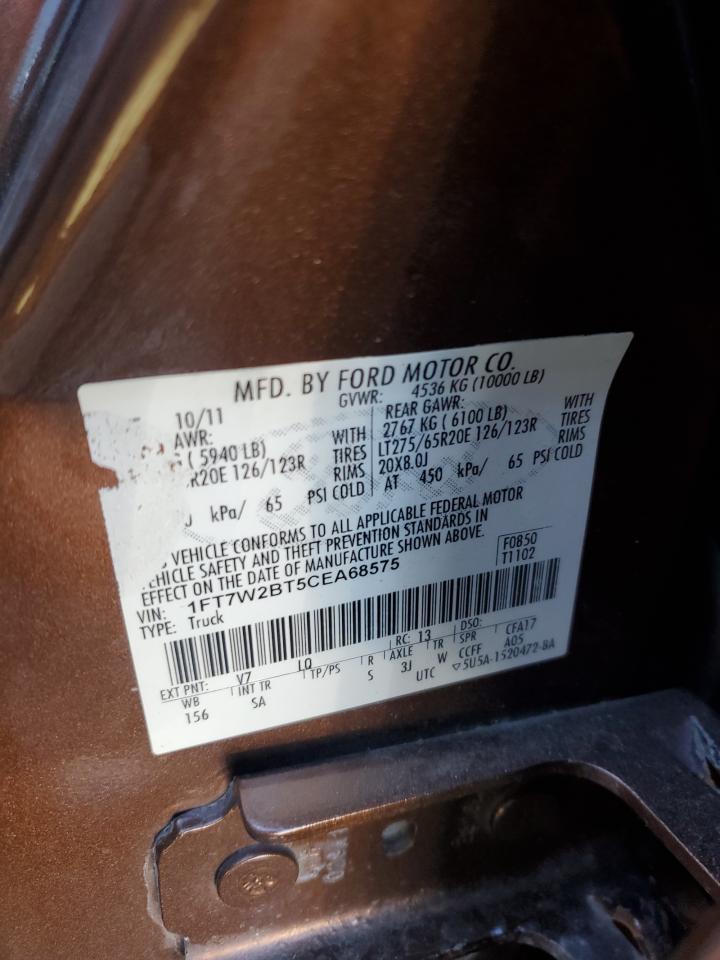 MFD. BY FORD MOTOR CO.
10/11
GVWR: 4536 KG (10000 LB)
AWR:
( 5940 LB) WITH
R20E 126/123R TIRES
RIMS
kPa/ 65 PSI COLD
REAR GAWR:
2767 KG ( 6100 LB) WITH
LT275/65R20E 126/123R TIRES
20X8.0J RIMS
AT 450 kPa/ 65 PSI COLD
VEHICLE CONFORMS TO ALL APPLICABLE FEDERAL MOTOR
EHICLE SAFETY AND THEFT PREVENTION STANDARDS IN
EFFECT ON THE DATE OF MANUFACTURE SHOWN ABOVE.
VIN: 1FT7W2BT5CEA68575
TYPE: Truck
F0850
T1102
EXT PNT: V7 LQ RC: 13 DSO: CFA17
WB INT TR TP/PS R AXLE TR SPR A05
156 SA S 3J W CCFF
UTC ▽5U5A-1520472-BA